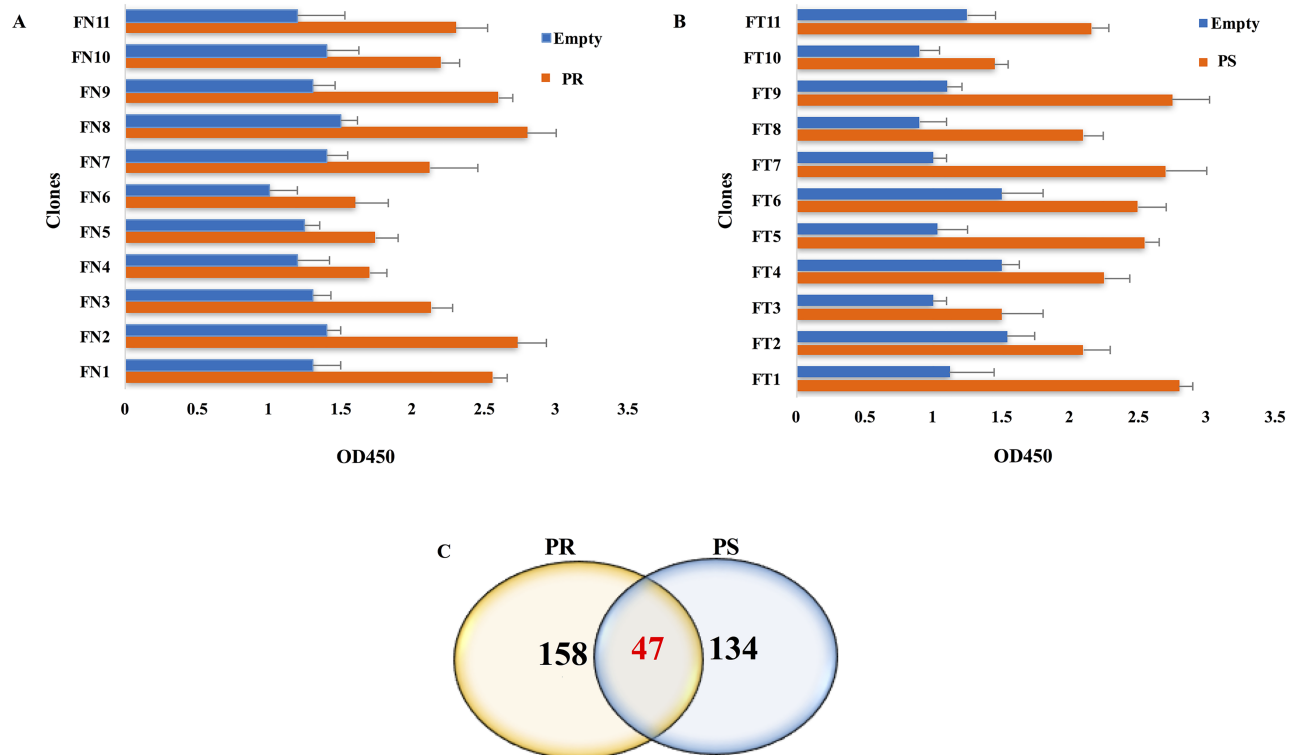 A
Clones
FN11
FN10
FN9
FN8
FN7
FN6
FN5
FN4
FN3
FN2
FN1
0 0.5 1 1.5 2 2.5 3 3.5
OD450
Empty
PR
B
Clones
FT11
FT10
FT9
FT8
FT7
FT6
FT5
FT4
FT3
FT2
FT1
0 0.5 1 1.5 2 2.5 3 3.5
OD450
Empty
PS
C
PR PS
158 47 134